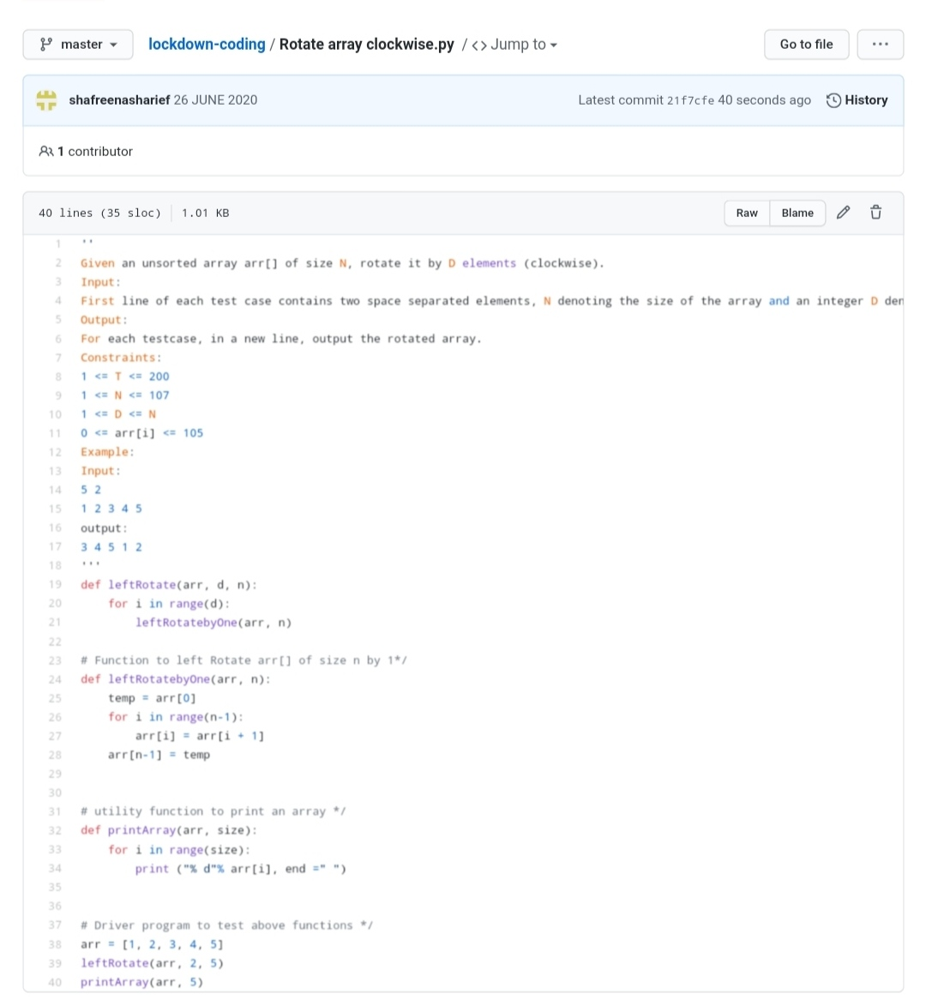 master
lockdown-coding / Rotate array clockwise.py / <> Jump to
Go to file
...
shafreenasharief 26 JUNE 2020
Latest commit 21f7cfe 40 seconds ago
History
1 contributor
40 lines (35 sloc) 1.01 KB
Raw
Blame
1 ''
2 Given an unsorted array arr[] of size N, rotate it by D elements (clockwise).
3 Input:
4 First line of each test case contains two space separated elements, N denoting the size of the array and an integer D den
5 Output:
6 For each testcase, in a new line, output the rotated array.
7 Constraints:
8 1 <= T <= 200
9 1 <= N <= 107
10 1 <= D <= N
11 0 <= arr[i] <= 105
12 Example:
13 Input:
14 5 2
15 1 2 3 4 5
16 output:
17 3 4 5 1 2
18 '''
19 def leftRotate(arr, d, n):
20     for i in range(d):
21         leftRotatebyOne(arr, n)
22
23 # Function to left Rotate arr[] of size n by 1*/
24 def leftRotatebyOne(arr, n):
25     temp = arr[0]
26     for i in range(n-1):
27         arr[i] = arr[i + 1]
28     arr[n-1] = temp
29
30
31 # utility function to print an array */
32 def printArray(arr, size):
33     for i in range(size):
34         print ("% d"% arr[i], end =" ")
35
36
37 # Driver program to test above functions */
38 arr = [1, 2, 3, 4, 5]
39 leftRotate(arr, 2, 5)
40 printArray(arr, 5)